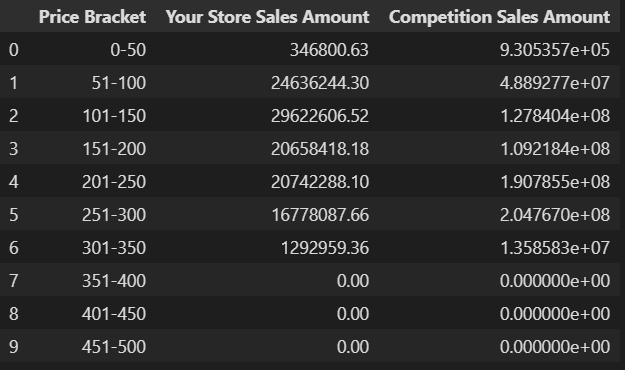 Price Bracket Your Store Sales Amount Competition Sales Amount
0 0-50 346800.63 9.305357e+05
1 51-100 24636244.30 4.889277e+07
2 101-150 29622606.52 1.278404e+08
3 151-200 20658418.18 1.092184e+08
4 201-250 20742288.10 1.907855e+08
5 251-300 16778087.66 2.047670e+08
6 301-350 1292959.36 1.358583e+07
7 351-400 0.00 0.000000e+00
8 401-450 0.00 0.000000e+00
9 451-500 0.00 0.000000e+00